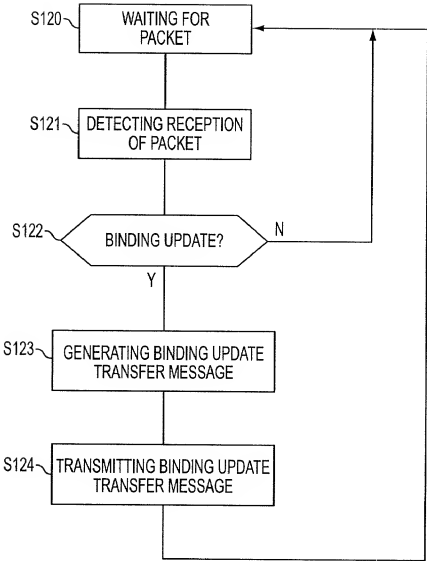 S120
WAITING FOR
PACKET
S121
DETECTING RECEPTION
OF PACKET
S122
BINDING UPDATE?
N
Y
S123
GENERATING BINDING UPDATE
TRANSFER MESSAGE
S124
TRANSMITTING BINDING UPDATE
TRANSFER MESSAGE